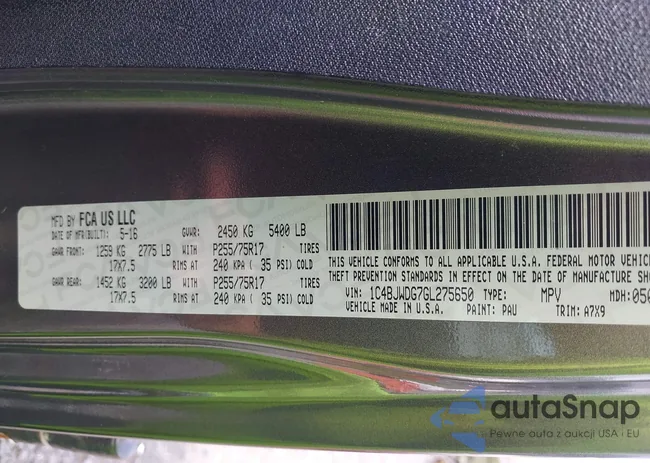 MFD BY FCA US LLC
DATE OF MFR(BUILT): 5-16 GVWR: 2450 KG 5400 LB
GAWR FRONT: 1259 KG 2775 LB WITH P255/75R17 TIRES
17X7.5 RIMS AT 240 KPA( 35 PSI) COLD
GAWR REAR: 1452 KG 3200 LB WITH P255/75R17 TIRES
17X7.5 RIMS AT 240 KPA( 35 PSI) COLD
THIS VEHICLE CONFORMS TO ALL APPLICABLE U.S.A. FEDERAL MOTOR VEHICLE
THEFT PREVENTION STANDARDS IN EFFECT ON THE DATE OF MANUFACTURE SH
VIN: 1C4BJWDG7GL275650 TYPE: MPV MDH:050
VEHICLE MADE IN U.S.A. PAINT: PAU TRIM: A7X9
autaSnap
Pewne auta z aukcji USA i EU